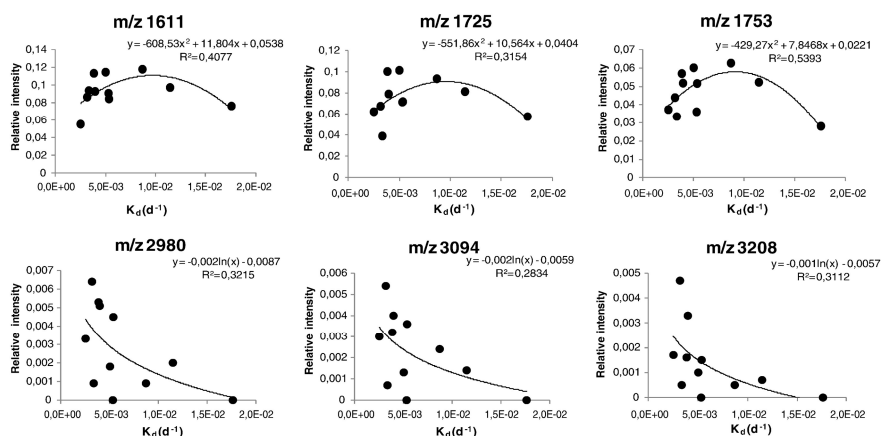 m/z 1611
y = -608,53x² + 11,804x + 0,0538
R²=0,4077
Relative intensity
0,14
0,12
0,1
0,08
0,06
0,04
0,02
0
0,0E+00 5,0E-03 1,0E-02 1,5E-02 2,0E-02
Kd(d-1)
m/z 1725
y = -551,86x² + 10,564x + 0,0404
R²=0,3154
Relative intensity
0,12
0,1
0,08
0,06
0,04
0,02
0
0,0E+00 5,0E-03 1,0E-02 1,5E-02 2,0E-02
Kd(d-1)
m/z 1753
y = -429,27x² + 7,8468x + 0,0221
R²=0,5393
Relative intensity
0,07
0,06
0,05
0,04
0,03
0,02
0,01
0
0,0E+00 5,0E-03 1,0E-02 1,5E-02 2,0E-02
Kd(d-1)
m/z 2980
y = -0,002ln(x) - 0,0087
R²=0,3215
Relative intensity
0,007
0,006
0,005
0,004
0,003
0,002
0,001
0
0,0E+00 5,0E-03 1,0E-02 1,5E-02 2,0E-02
Kd(d-1)
m/z 3094
y = -0,002ln(x) - 0,0059
R²=0,2834
Relative intensity
0,006
0,005
0,004
0,003
0,002
0,001
0
0,0E+00 5,0E-03 1,0E-02 1,5E-02 2,0E-02
Kd(d-1)
m/z 3208
y = -0,001ln(x) - 0,0057
R²=0,3112
Relative intensity
0,005
0,004
0,003
0,002
0,001
0
0,0E+00 5,0E-03 1,0E-02 1,5E-02 2,0E-02
Kd(d-1)